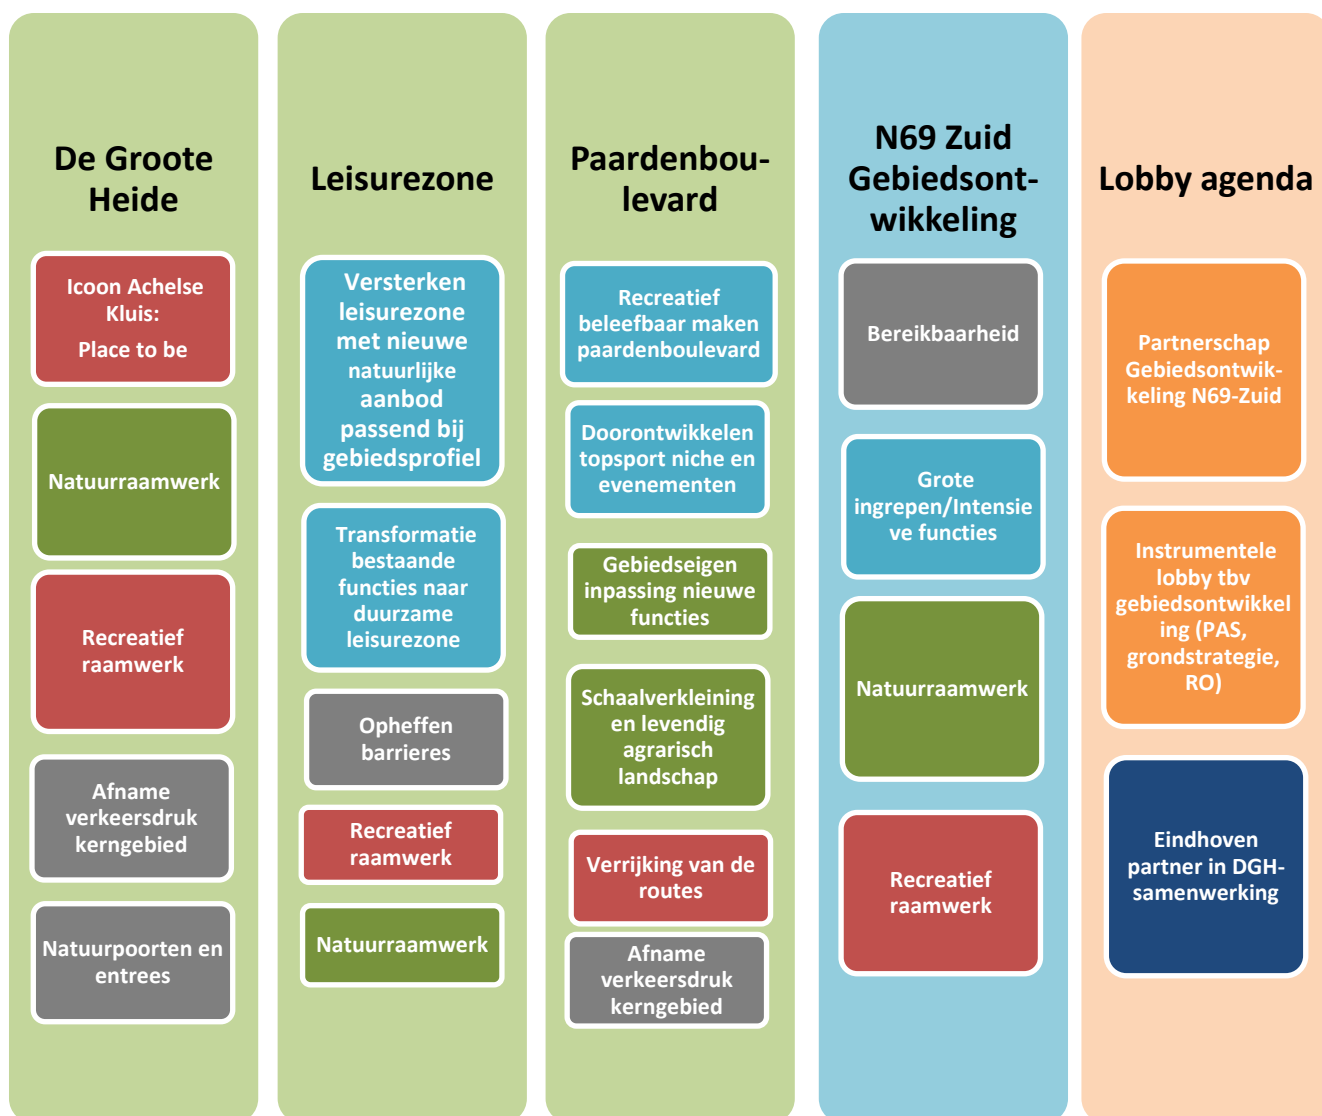 De Groote
Heide
Icoon Achelse
Kluis:
Place to be
Natuurraamwerk
Recreatief
raamwerk
Afname
verkeersdruk
kerngebied
Natuurpoorten en
entrees
Leisurezone
Versterken
leisurezone
met nieuwe
natuurlijke
aanbod
passend bij
gebiedsprofiel
Transformatie
bestaande
functies naar
duurzame
leisurezone
Opheffen
barrieres
Recreatief
raamwerk
Natuurraamwerk
Paardenbou-
levard
Recreatief
beleefbaar maken
paardenboulevard
Doorontwikkelen
topsport niche en
evenementen
Gebiedseigen
inpassing nieuwe
functies
Schaalverkleining
en levendig
agrarisch
landschap
Verrijking van de
routes
Afname
verkeersdruk
kerngebied
N69 Zuid
Gebiedsont-
wikkeling
Bereikbaarheid
Grote
ingrepen/Intensie
ve functies
Natuurraamwerk
Recreatief
raamwerk
Lobby agenda
Partnerschap
Gebiedsontwik-
keling N69-Zuid
Instrumentele
lobby tbv
gebiedsontwikkel
ing (PAS,
grondstrategie,
RO)
Eindhoven
partner in DGH-
samenwerking